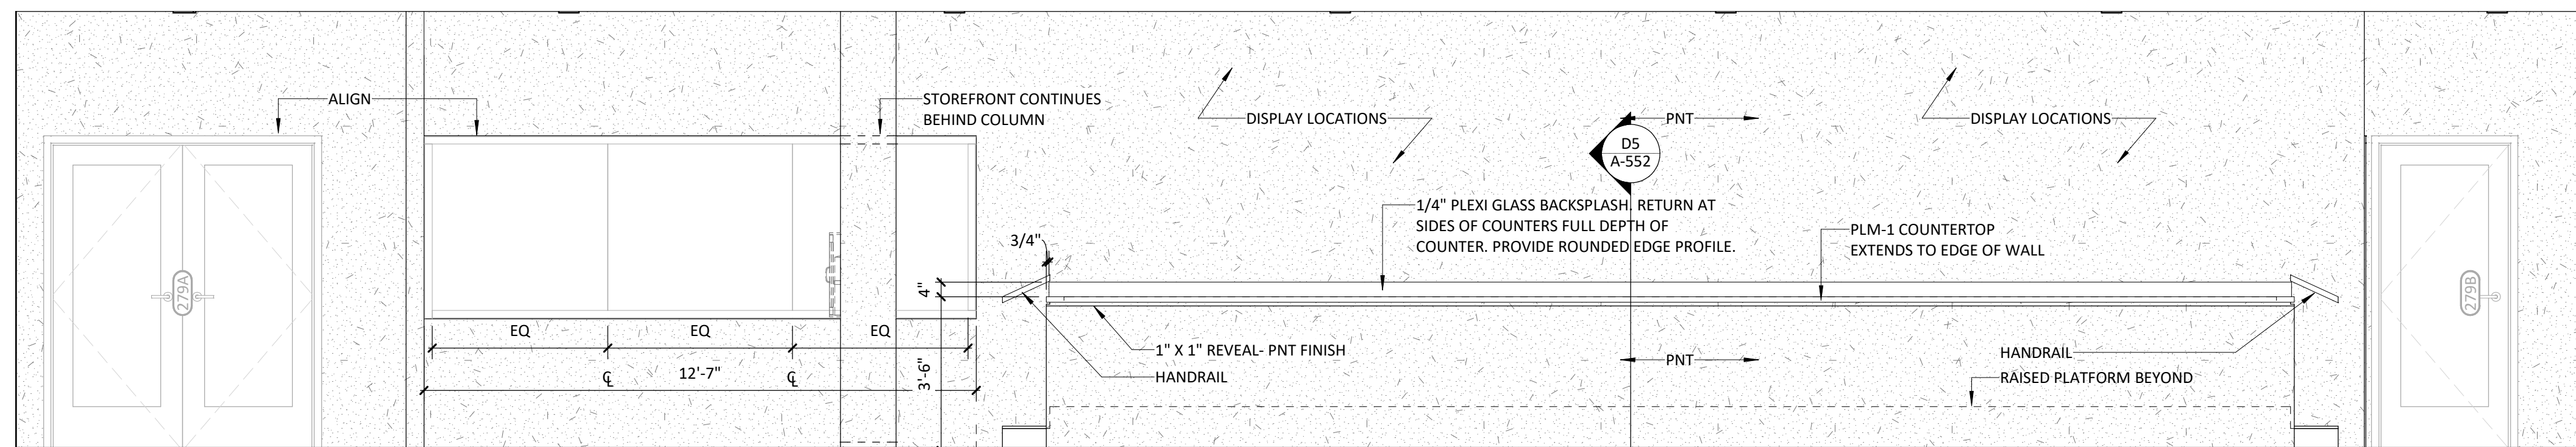 ALIGN
STOREFRONT CONTINUES
BEHIND COLUMN
DISPLAY LOCATIONS
PNT
DISPLAY LOCATIONS
D5
A-552
1/4" PLEXI GLASS BACKSPLASH. RETURN AT
SIDES OF COUNTERS FULL DEPTH OF
COUNTER. PROVIDE ROUNDED EDGE PROFILE.
PLM-1 COUNTERTOP
EXTENDS TO EDGE OF WALL
3/4"
4"
279A
279B
EQ
EQ
EQ
1" X 1" REVEAL- PNT FINISH
HANDRAIL
PNT
HANDRAIL
RAISED PLATFORM BEYOND
℄
12'-7"
℄
3'-6"